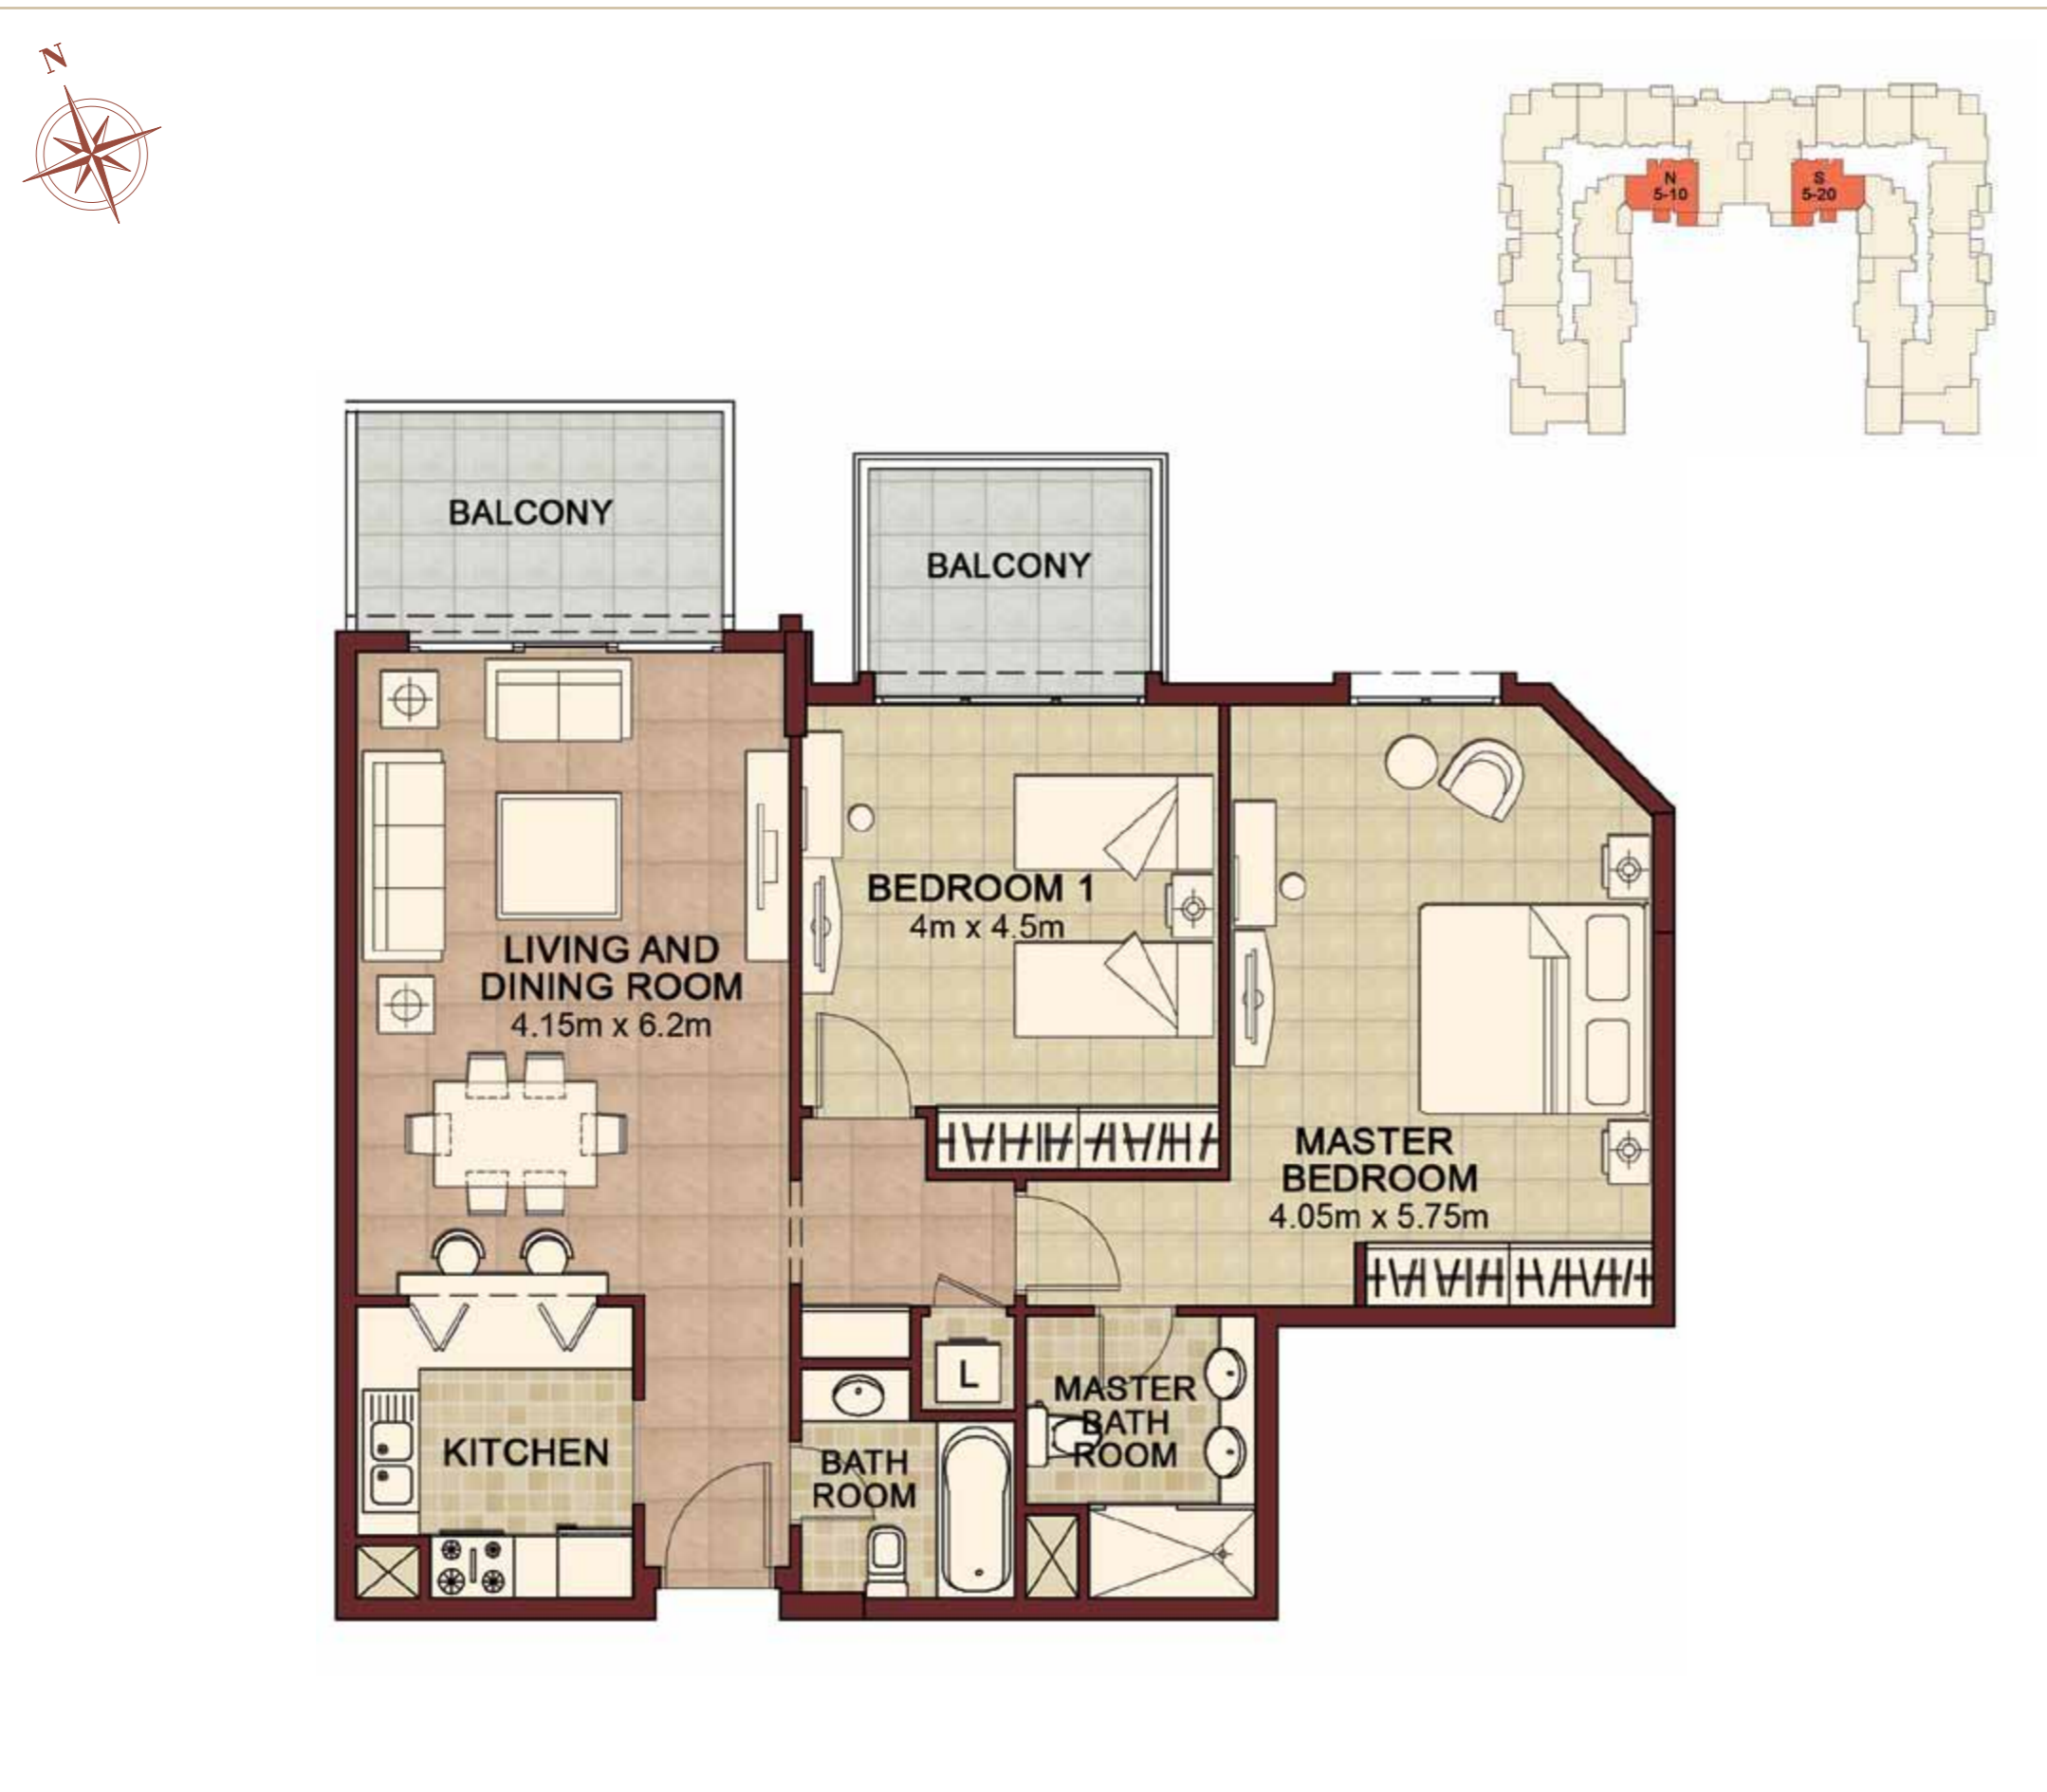 N
N
5-10
S
5-20
BALCONY
BALCONY
BEDROOM 1
4m x 4.5m
LIVING AND
DINING ROOM
4.15m x 6.2m
MASTER
BEDROOM
4.05m x 5.75m
L
MASTER
BATH
ROOM
KITCHEN
BATH
ROOM